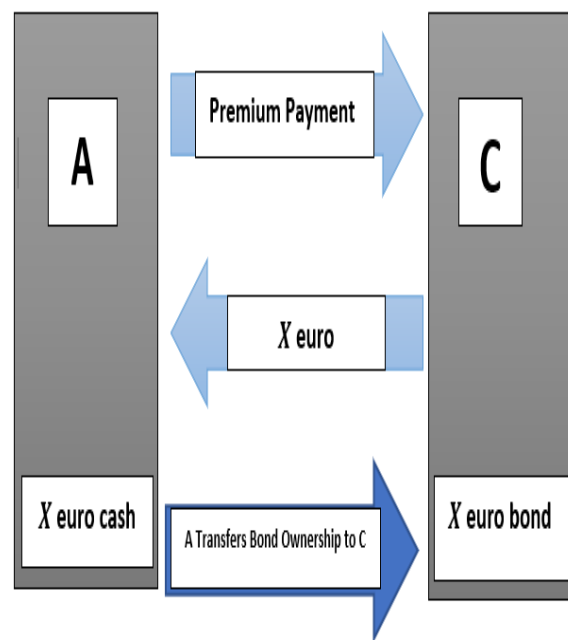 Premium Payment
A
C
X euro
X euro cash
A Transfers Bond Ownership to C
X euro bond